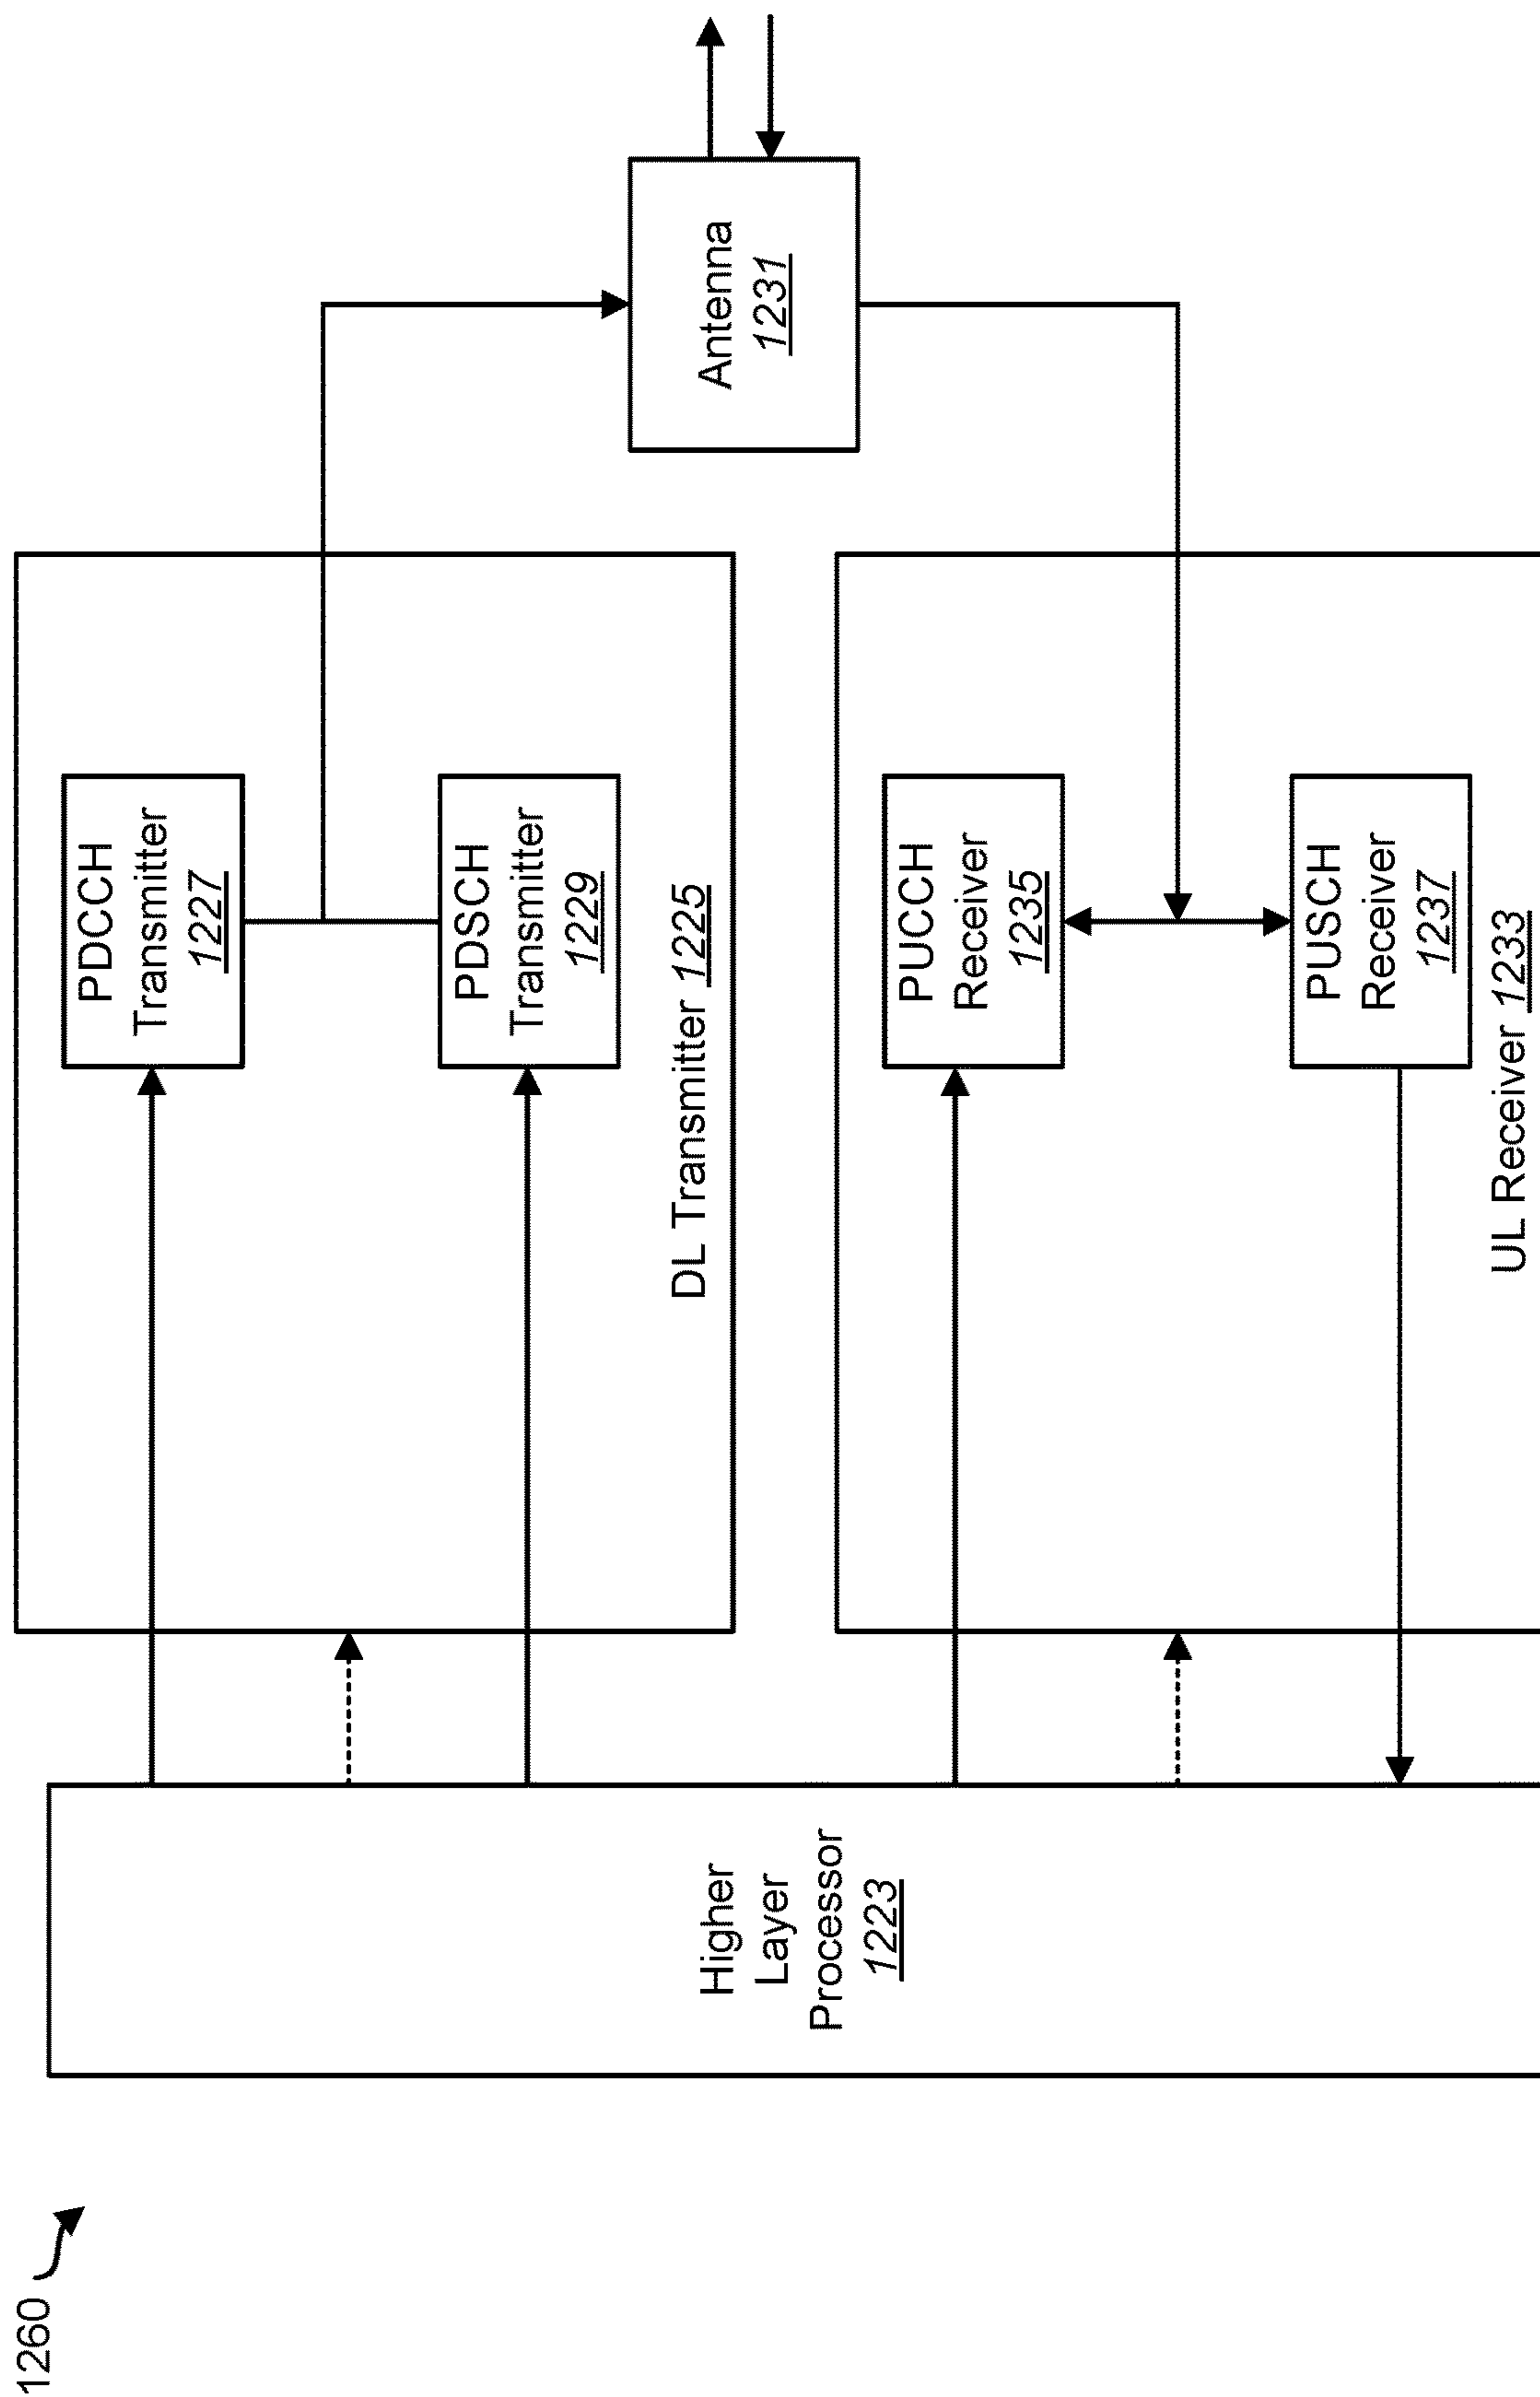 1260
Higher
Layer
Processor
1223
PDCCH
Transmitter
1227
PDSCH
Transmitter
1229
DL Transmitter 1225
PUCCH
Receiver
1235
PUSCH
Receiver
1237
UL Receiver 1233
Antenna
1231